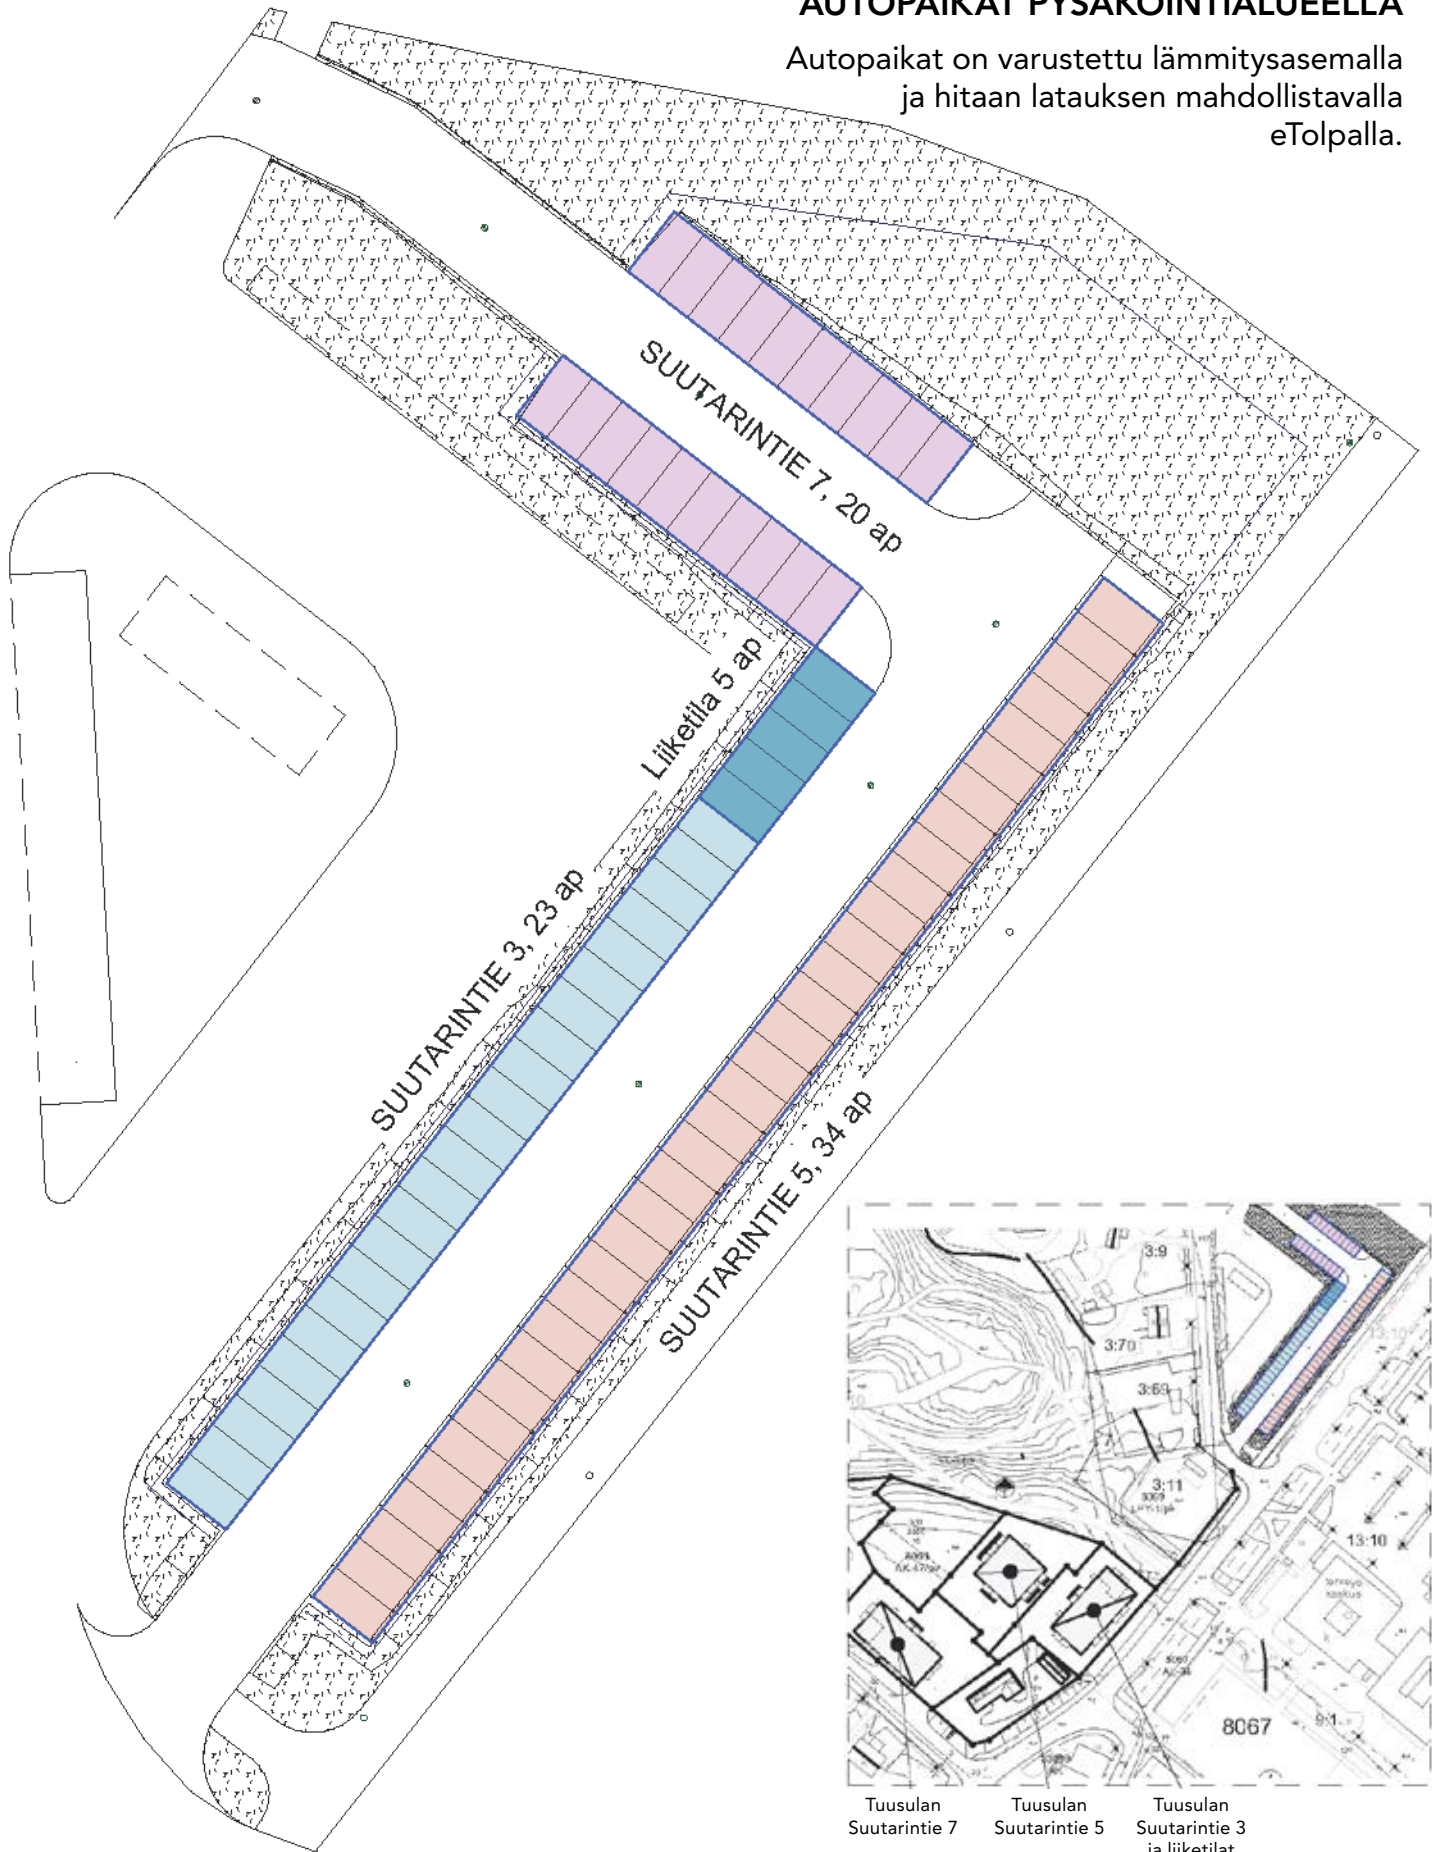 AUTOPAIKAT PYSÄKÖINTIALUEELLA
Autopaikat on varustettu lämmitysasemalla
ja hitaan latauksen mahdollistavalla
eTolpalla.
SUUTARINTIE 7, 20 ap
Liiketila 5 ap
SUUTARINTIE 3, 23 ap
SUUTARINTIE 5, 34 ap
3:9
3:70
3:69
3:11
13:10
8067
9:1
Tuusulan
Suutarintie 7
Tuusulan
Suutarintie 5
Tuusulan
Suutarintie 3
ja liiketilat